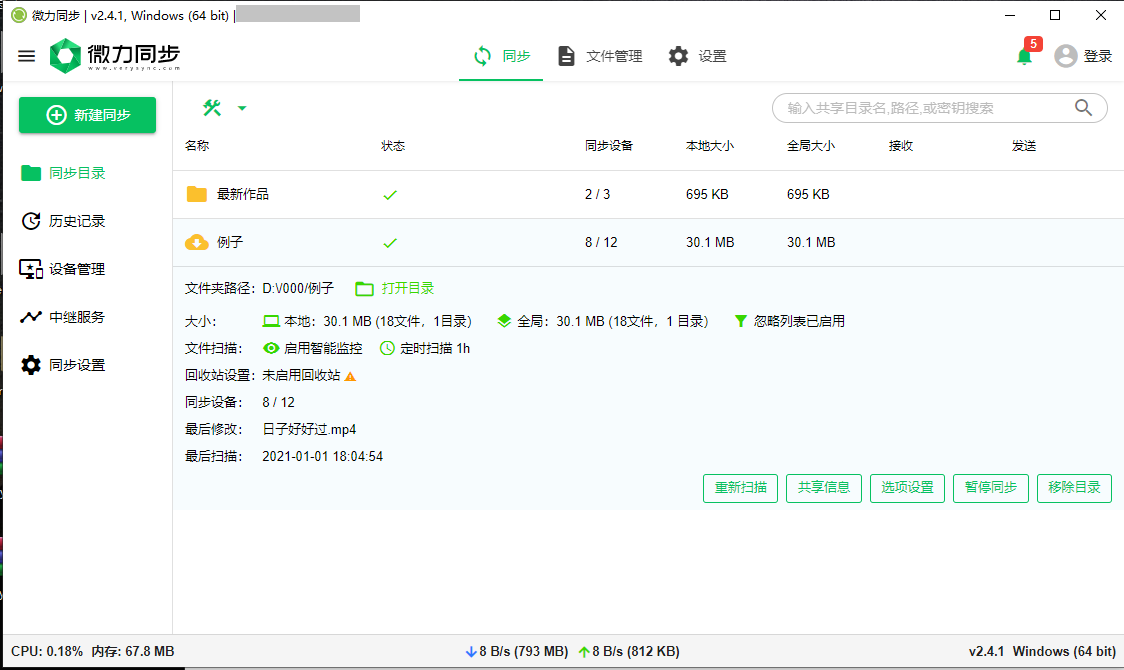 微力同步 | v2.4.1, Windows (64 bit) |
微力同步
www.verysync.com
同步 文件管理 设置
5
登录
新建同步
输入共享目录名,路径,或密钥搜索
名称 状态 同步设备 本地大小 全局大小 接收 发送
同步目录
最新作品 2 / 3 695 KB 695 KB
历史记录
例子 8 / 12 30.1 MB 30.1 MB
设备管理
文件夹路径: D:\/000/例子 打开目录
中继服务
大小: 本地: 30.1 MB (18文件, 1目录) 全局: 30.1 MB (18文件, 1 目录) 忽略列表已启用
文件扫描: 启用智能监控 定时扫描 1h
同步设置
回收站设置: 未启用回收站
同步设备: 8 / 12
最后修改: 日子好好过.mp4
最后扫描: 2021-01-01 18:04:54
重新扫描 共享信息 选项设置 暂停同步 移除目录
CPU: 0.18% 内存: 67.8 MB 8 B/s (793 MB) 8 B/s (812 KB) v2.4.1 Windows (64 bit)